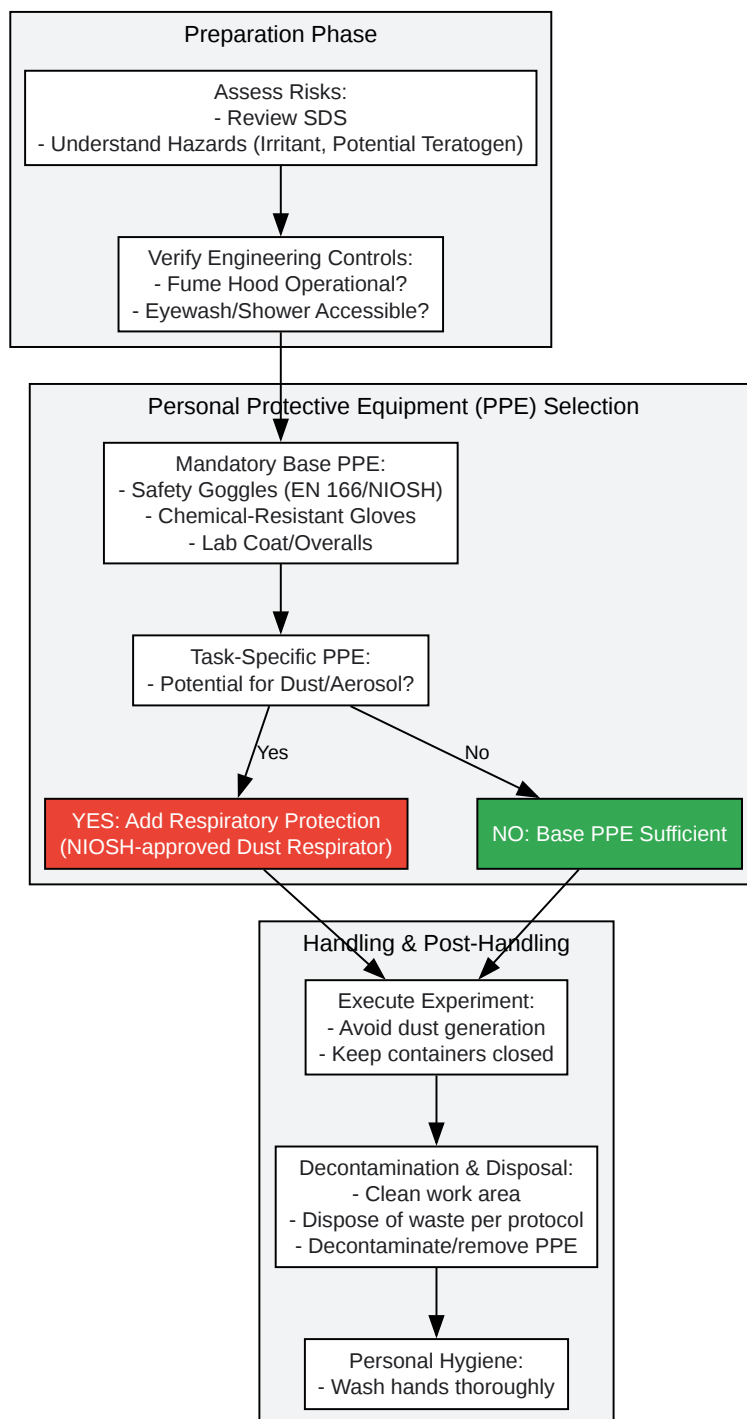 Preparation Phase
Assess Risks:
- Review SDS
- Understand Hazards (Irritant, Potential Teratogen)
Verify Engineering Controls:
- Fume Hood Operational?
- Eyewash/Shower Accessible?
Personal Protective Equipment (PPE) Selection
Mandatory Base PPE:
- Safety Goggles (EN 166/NIOSH)
- Chemical-Resistant Gloves
- Lab Coat/Overalls
Task-Specific PPE:
- Potential for Dust/Aerosol?
Yes
No
YES: Add Respiratory Protection
(NIOSH-approved Dust Respirator)
NO: Base PPE Sufficient
Handling & Post-Handling
Execute Experiment:
- Avoid dust generation
- Keep containers closed
Decontamination & Disposal:
- Clean work area
- Dispose of waste per protocol
- Decontaminate/remove PPE
Personal Hygiene:
- Wash hands thoroughly